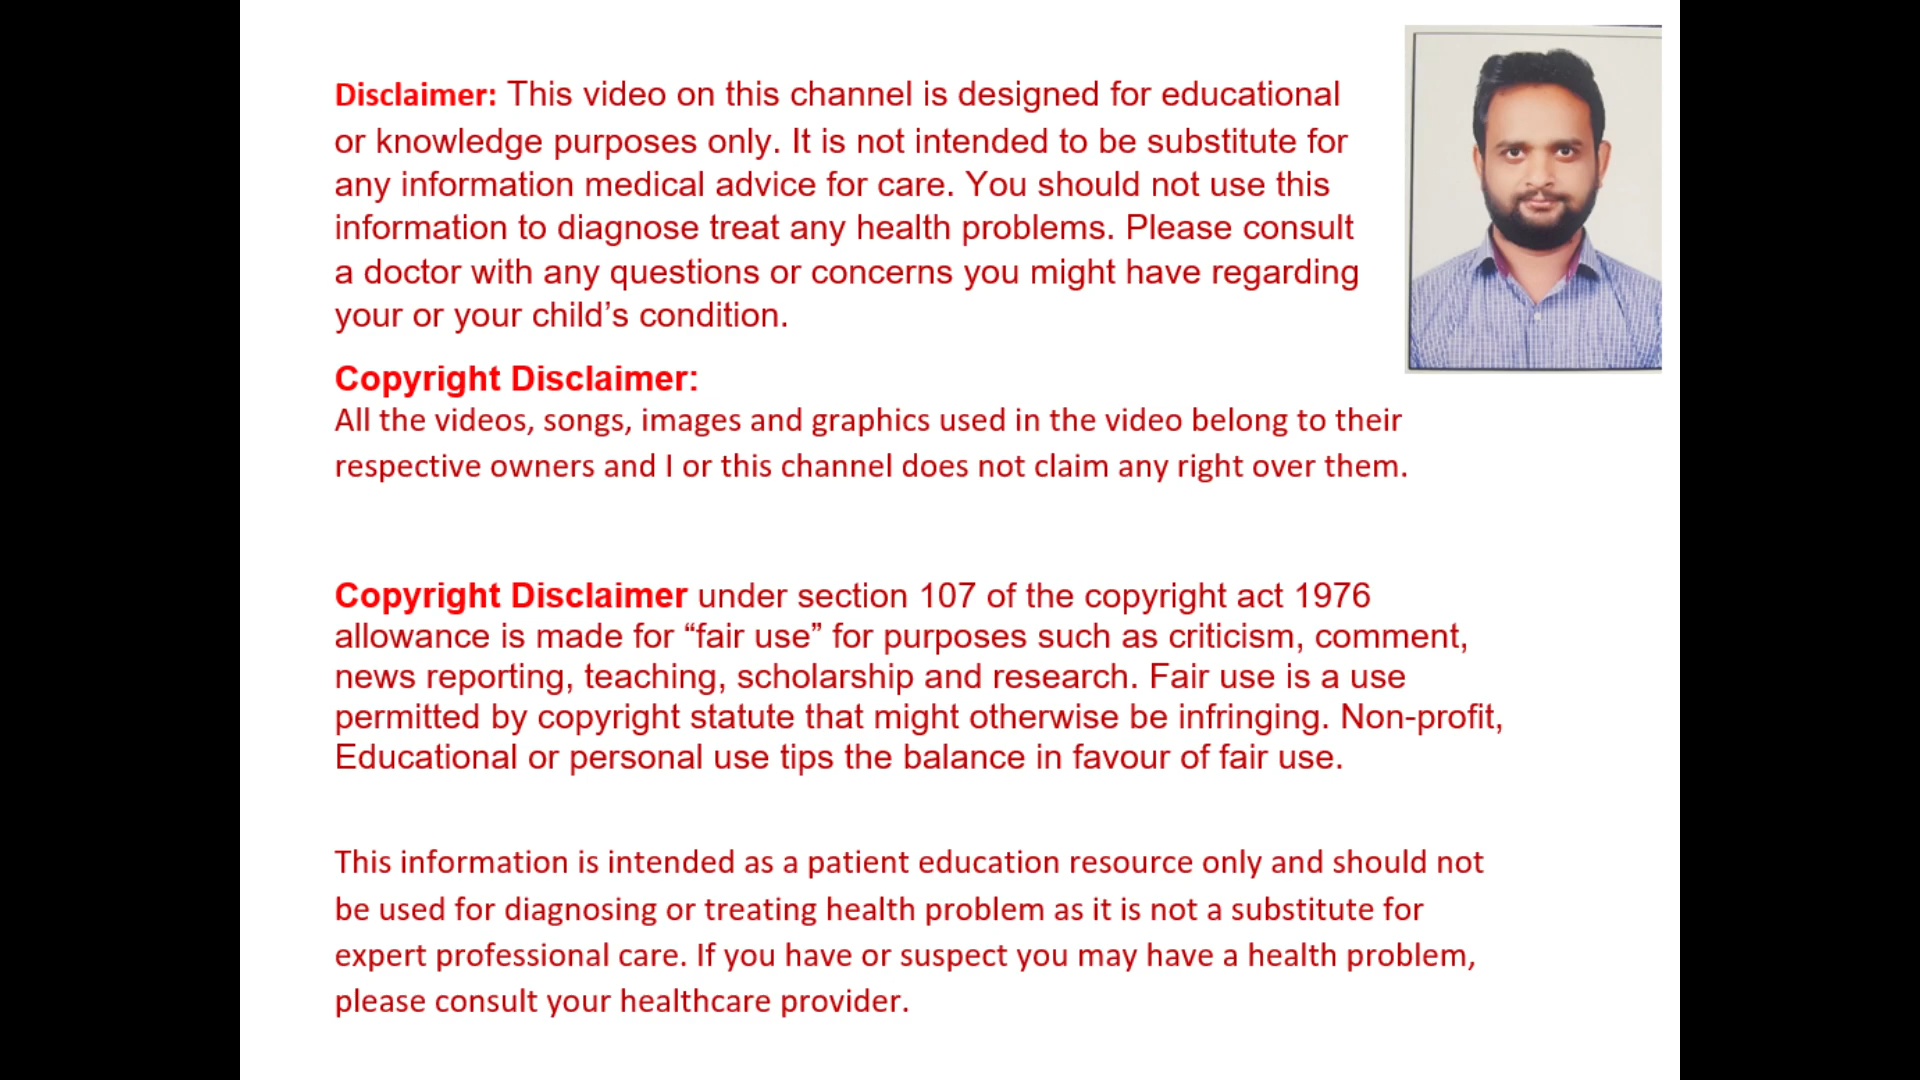 Disclaimer: This video on this channel is designed for educational
or knowledge purposes only. It is not intended to be substitute for
any information medical advice for care. You should not use this
information to diagnose treat any health problems. Please consult
a doctor with any questions or concerns you might have regarding
your or your child’s condition.
Copyright Disclaimer:
All the videos, songs, images and graphics used in the video belong to their
respective owners and I or this channel does not claim any right over them.
Copyright Disclaimer under section 107 of the copyright act 1976
allowance is made for “fair use” for purposes such as criticism, comment,
news reporting, teaching, scholarship and research. Fair use is a use
permitted by copyright statute that might otherwise be infringing. Non-profit,
Educational or personal use tips the balance in favour of fair use.
This information is intended as a patient education resource only and should not
be used for diagnosing or treating health problem as it is not a substitute for
expert professional care. If you have or suspect you may have a health problem,
please consult your healthcare provider.